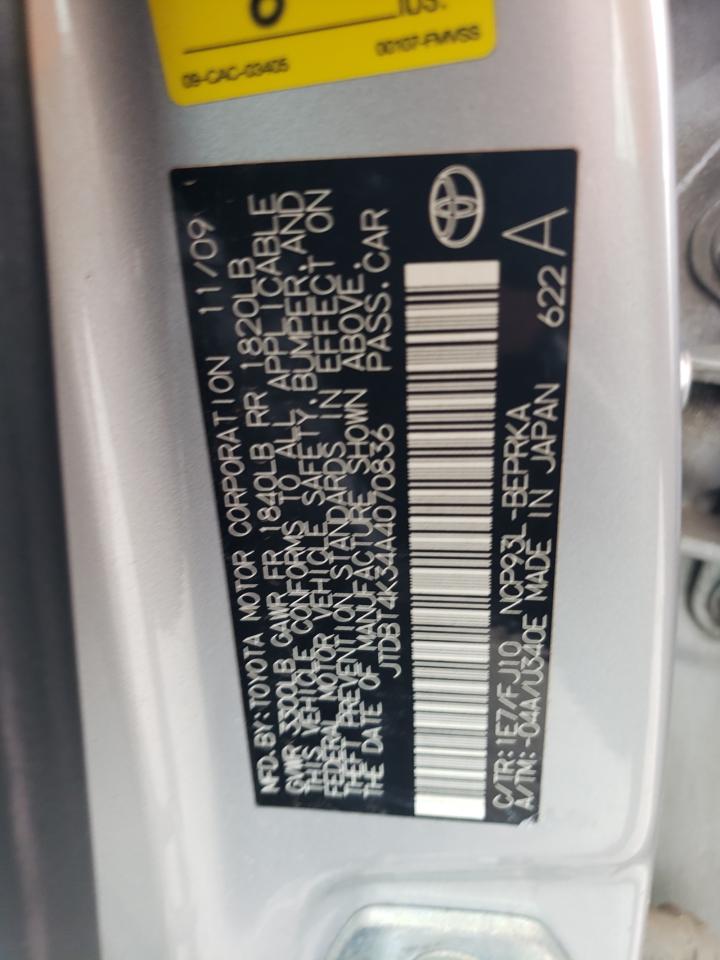 lbs.
09-CAC-03405 00107-FMVSS
MFD. BY: TOYOTA MOTOR CORPORATION 11/09
GVWR 3300LB GAWR FR 1840LB RR 1820LB
THIS VEHICLE CONFORMS TO ALL APPLICABLE
FEDERAL MOTOR VEHICLE SAFETY, BUMPER, AND
THEFT PREVENTION STANDARDS IN EFFECT ON
THE DATE OF MANUFACTURE SHOWN ABOVE.
JTDBT4K34A4070836 PASS. CAR
C/TR: 1E7/FJ10 NCP93L-BEPRKA 622
A/TM: -04A/U340E MADE IN JAPAN A